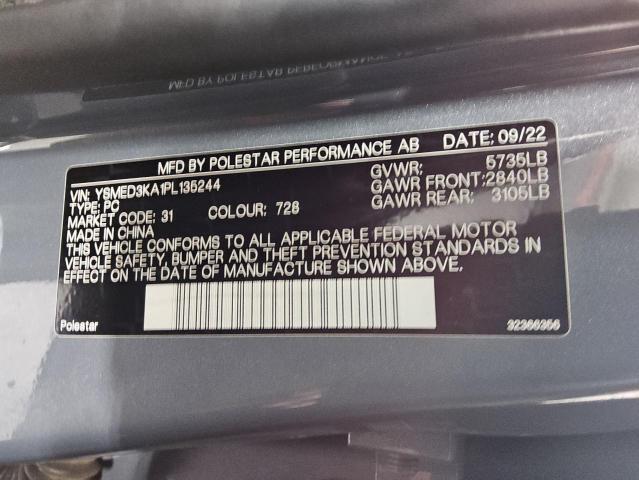 MFD BY POLESTAR PERFORMANCE AB DATE: 09/22
VIN: YSMED3KA1PL135244 GVWR: 5735LB
TYPE: PC GAWR FRONT:2840LB
MARKET CODE: 31 COLOUR: 728 GAWR REAR: 3105LB
MADE IN CHINA
THIS VEHICLE CONFORMS TO ALL APPLICABLE FEDERAL MOTOR
VEHICLE SAFETY, BUMPER AND THEFT PREVENTION STANDARDS IN
EFFECT ON THE DATE OF MANUFACTURE SHOWN ABOVE.
Polestar 32366356